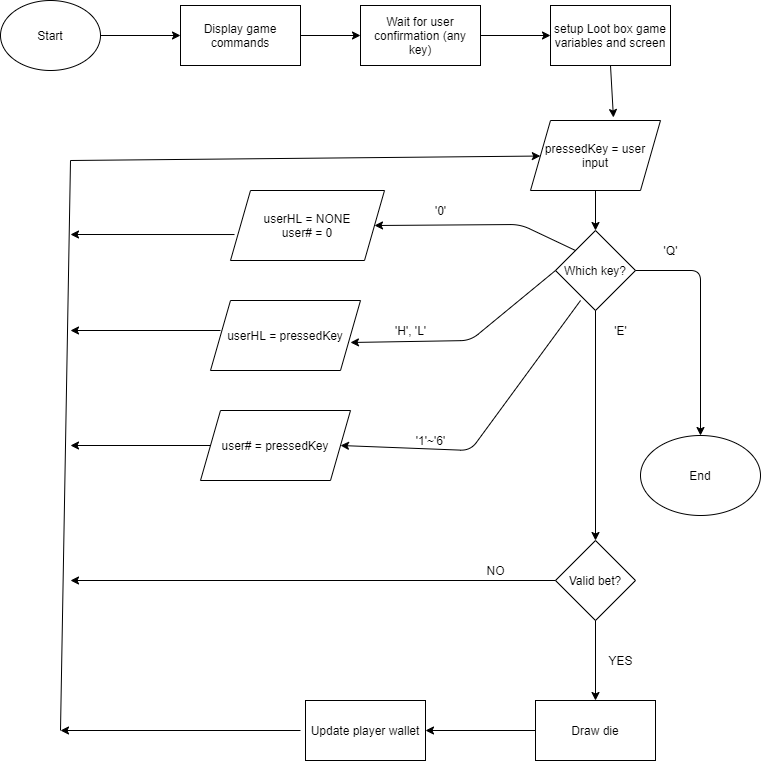 Start
Display game
commands
Wait for user
confirmation (any
key)
setup Loot box game
variables and screen
pressedKey = user
input
userHL = NONE
user# = 0
'0'
Which key?
'Q'
userHL = pressedKey
'H', 'L'
'E'
user# = pressedKey
'1'~'6'
End
NO
Valid bet?
YES
Update player wallet
Draw die